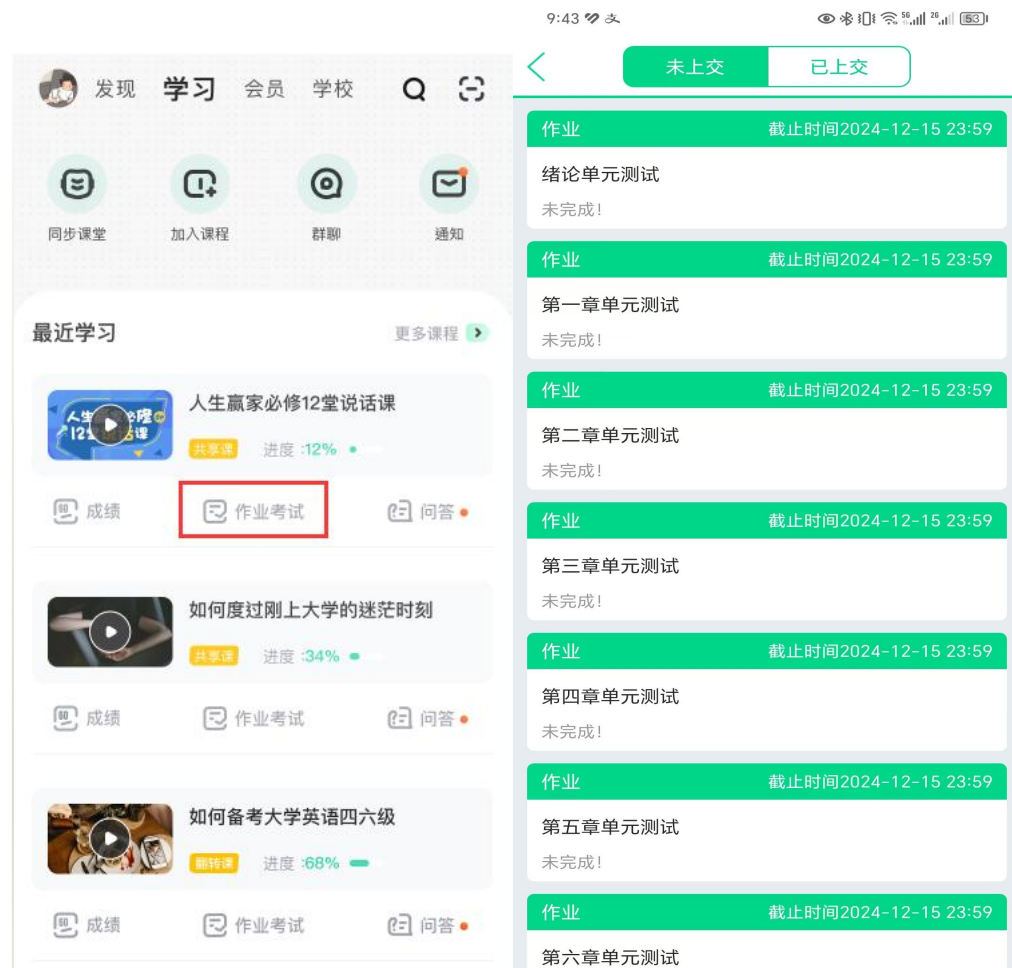 发现
学习
会员
学校
同步课堂
加入课程
群聊
通知
最近学习
更多课程
人生赢家必修12堂说话课
共享课
进度:12%
成绩
作业考试
问答
如何度过刚上大学的迷茫时刻
共享课
进度:34%
成绩
作业考试
问答
如何备考大学英语四六级
翻转课
进度:68%
成绩
作业考试
问答
9:43
53
未上交
已上交
作业
截止时间2024-12-15 23:59
绪论单元测试
未完成!
作业
截止时间2024-12-15 23:59
第一章单元测试
未完成!
作业
截止时间2024-12-15 23:59
第二章单元测试
未完成!
作业
截止时间2024-12-15 23:59
第三章单元测试
未完成!
作业
截止时间2024-12-15 23:59
第四章单元测试
未完成!
作业
截止时间2024-12-15 23:59
第五章单元测试
未完成!
作业
截止时间2024-12-15 23:59
第六章单元测试